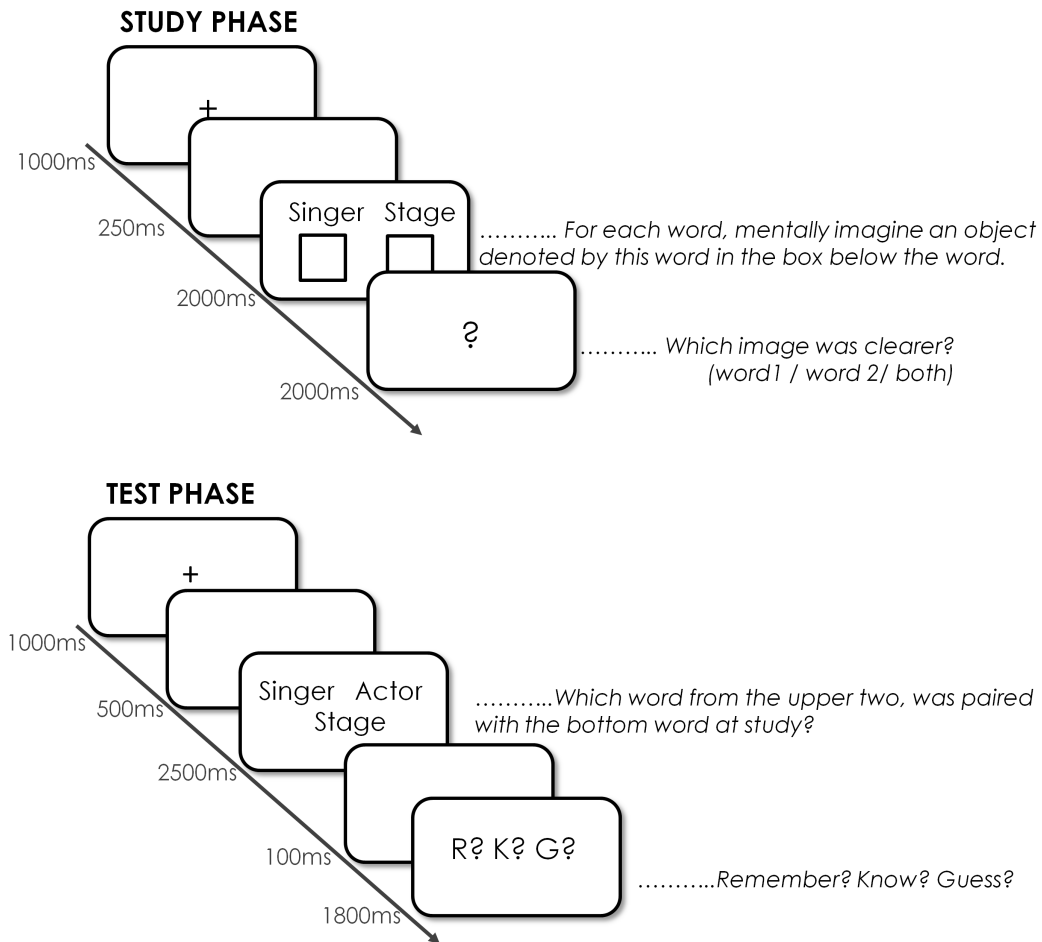 STUDY PHASE
+
1000ms
250ms
Singer Stage
……….. For each word, mentally imagine an object
denoted by this word in the box below the word.
2000ms
?
……….. Which image was clearer?
(word1 / word 2/ both)
2000ms
TEST PHASE
+
1000ms
500ms
Singer Actor
Stage
………..Which word from the upper two, was paired
with the bottom word at study?
2500ms
100ms
R? K? G?
………..Remember? Know? Guess?
1800ms